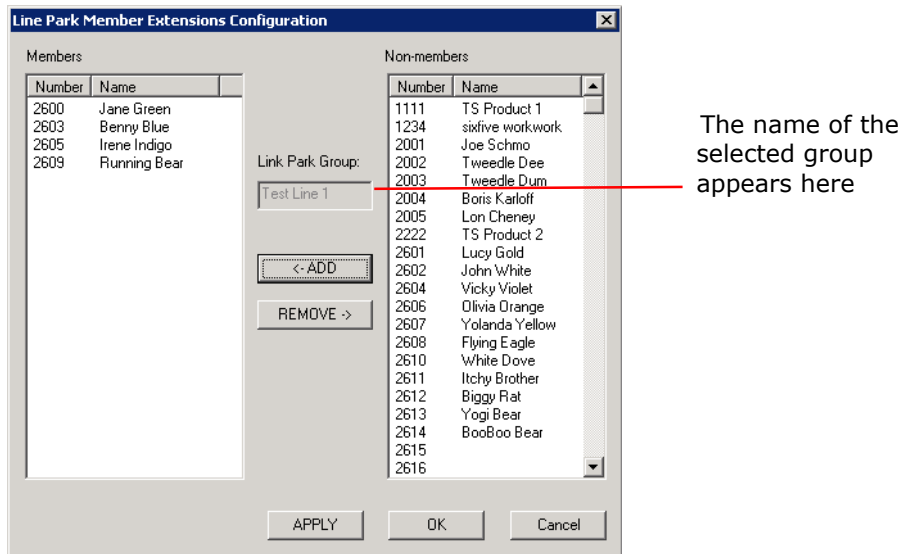 Line Park Member Extensions Configuration
Members
Number Name
2600 Jane Green
2603 Benny Blue
2605 Irene Indigo
2609 Running Bear
Link Park Group:
Test Line 1
<- ADD
REMOVE ->
Non-members
Number Name
1111 TS Product 1
1234 sixfive workwork
2001 Joe Schmo
2002 Tweedle Dee
2003 Tweedle Dum
2004 Boris Karloff
2005 Lon Cheney
2222 TS Product 2
2601 Lucy Gold
2602 John White
2604 Vicky Violet
2606 Olivia Orange
2607 Yolanda Yellow
2608 Flying Eagle
2610 White Dove
2611 Itchy Brother
2612 Biggy Rat
2613 Yogi Bear
2614 BooBoo Bear
2615
2616
APPLY
OK
Cancel
The name of the
selected group
appears here